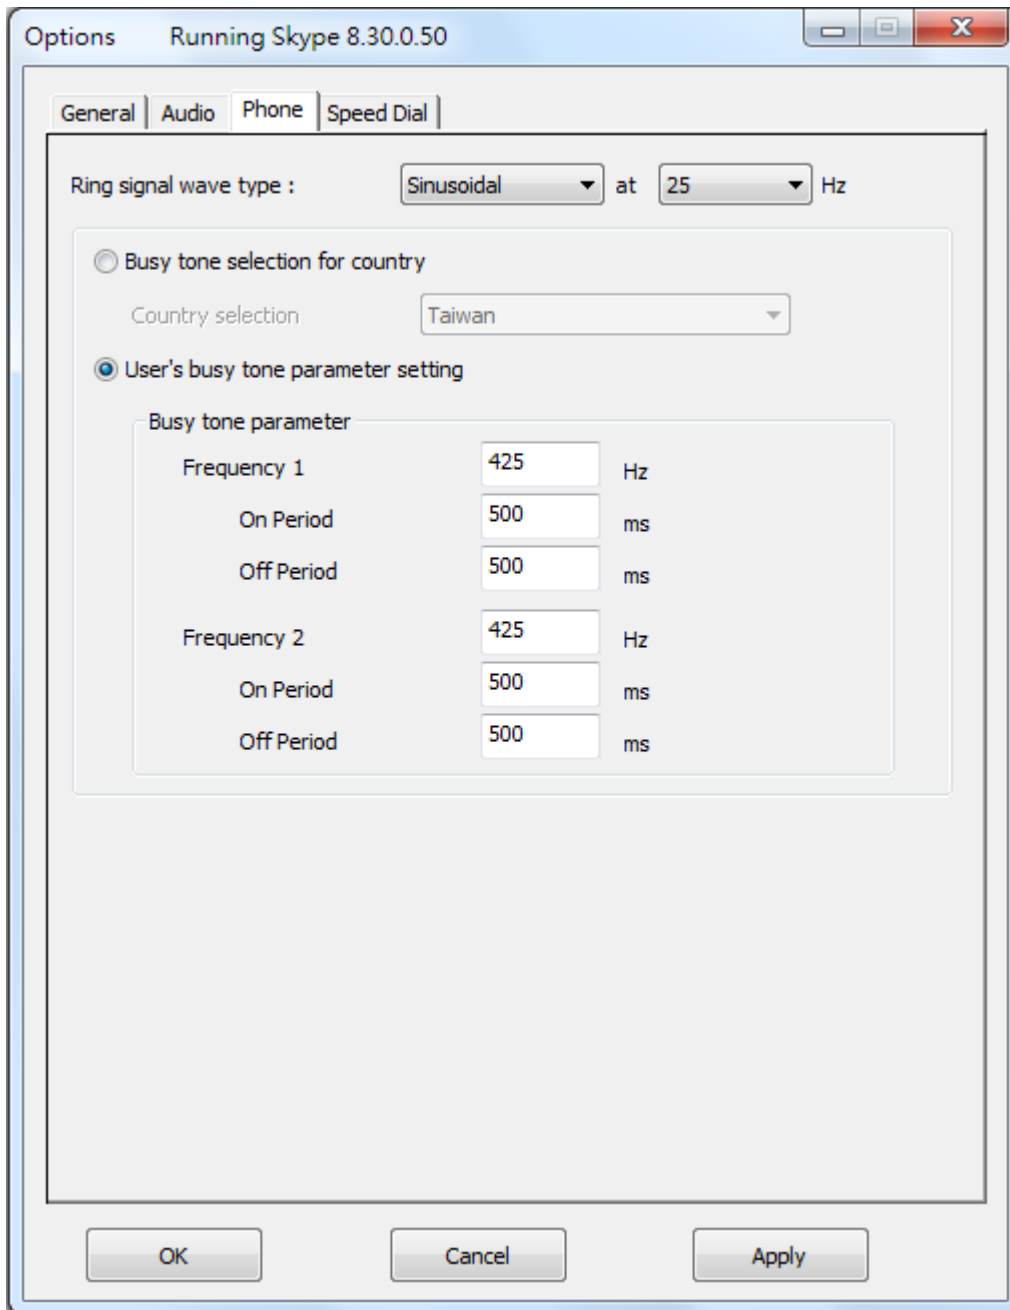 Options Running Skype 8.30.0.50
General Audio Phone Speed Dial
Ring signal wave type : Sinusoidal at 25 Hz
Busy tone selection for country
Country selection Taiwan
User's busy tone parameter setting
Busy tone parameter
Frequency 1 425 Hz
On Period 500 ms
Off Period 500 ms
Frequency 2 425 Hz
On Period 500 ms
Off Period 500 ms
OK Cancel Apply